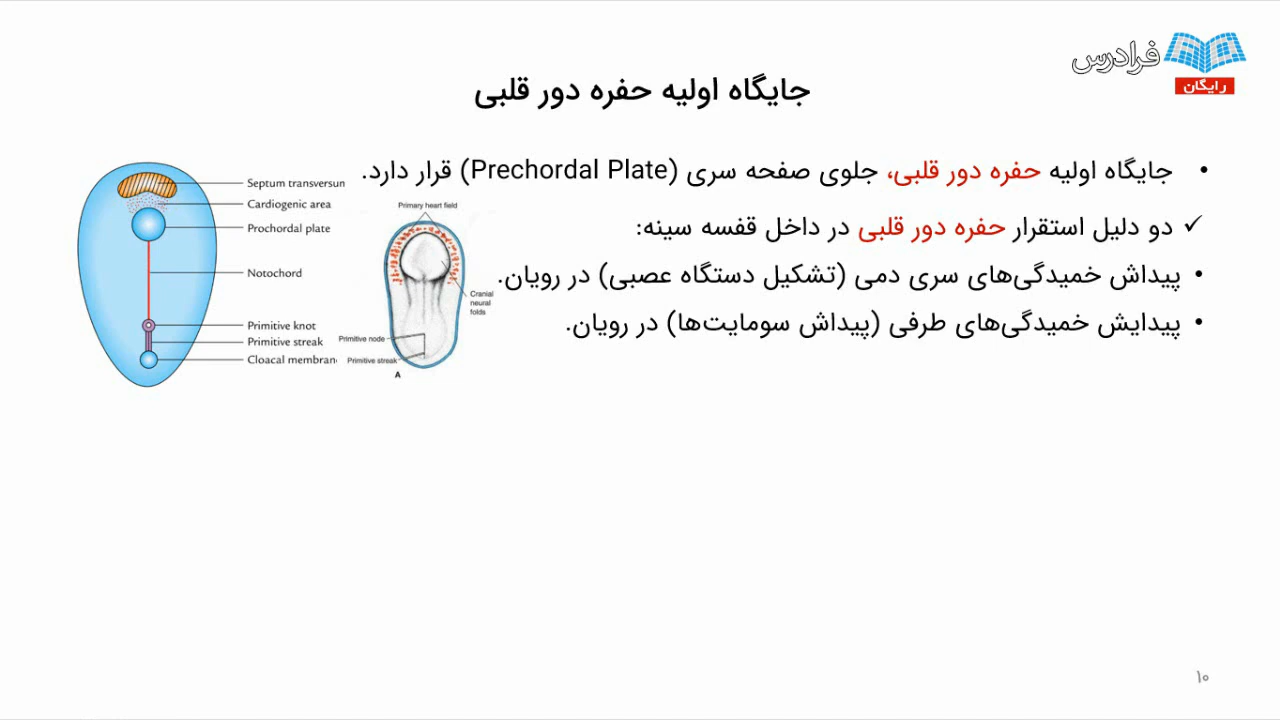 فرادرس
رایگان
جایگاه اولیه حفره دور قلبی
• جایگاه اولیه حفره دور قلبی، جلوی صفحه سری (Prechordal Plate) قرار دارد.
✓ دو دلیل استقرار حفره دور قلبی در داخل قفسه سینه:
• پیداش خمیدگی‌های سری دمی (تشکیل دستگاه عصبی) در رویان.
• پیدایش خمیدگی‌های طرفی (پیداش سومایت‌ها) در رویان.
Septum transversun
Cardiogenic area
Prochordal plate
Notochord
Primitive knot
Primitive streak
Cloacal membran
Primary heart field
Cranial
neural
folds
Primitive node
Primitive streak
A
۱۰